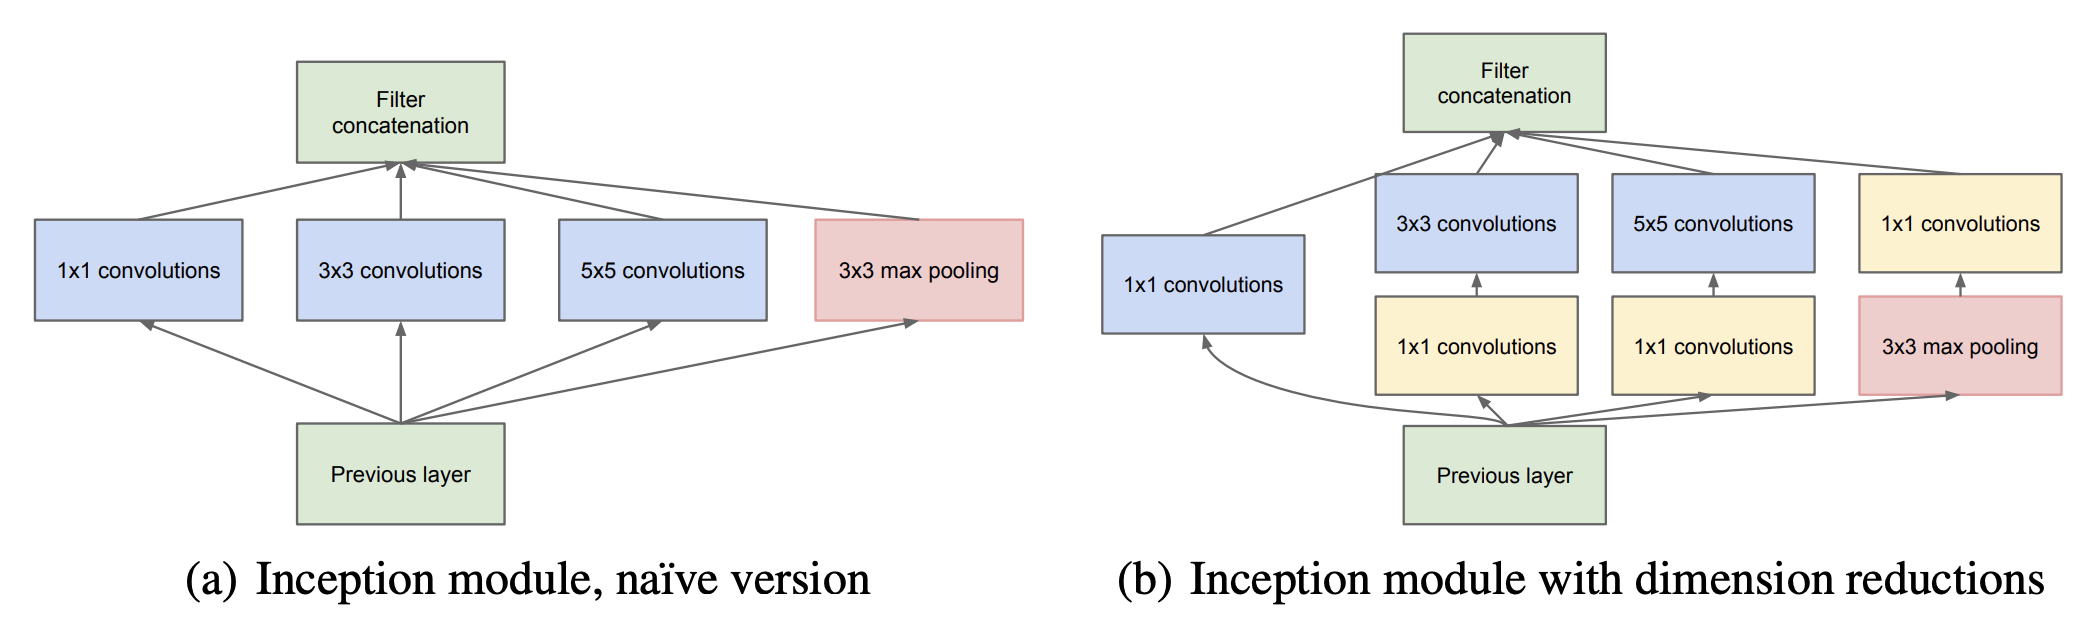 Filter
concatenation
1x1 convolutions
3x3 convolutions
5x5 convolutions
3x3 max pooling
Previous layer
(a) Inception module, naïve version
Filter
concatenation
3x3 convolutions
5x5 convolutions
1x1 convolutions
1x1 convolutions
1x1 convolutions
1x1 convolutions
3x3 max pooling
Previous layer
(b) Inception module with dimension reductions